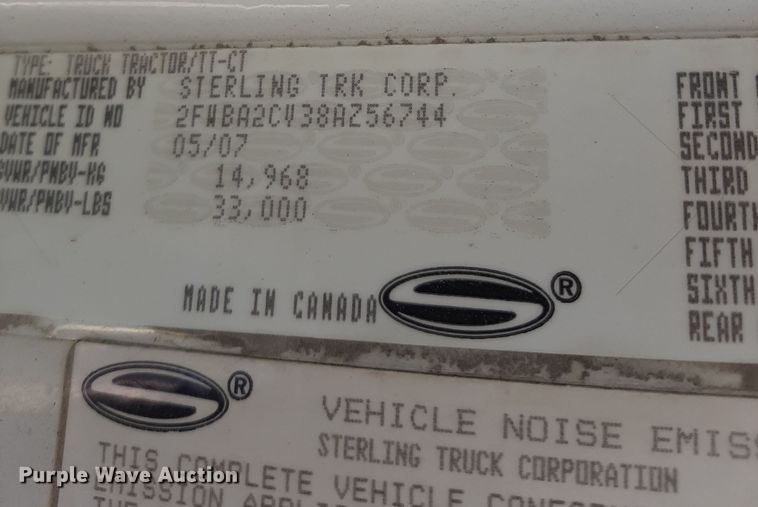 TYPE: TRUCK TRACTOR/TT-CT
MANUFACTURED BY STERLING TRK CORP.
VEHICLE ID NO 2FWBA2CV38AZ56744
DATE OF MFR 05/07
GVWR/PNBV-KG 14,968
GVWR/PNBV-LBS 33,000
FRONT
FIRST
SECOND
THIRD
FOURTH
FIFTH
SIXTH
REAR
MADE IN CANADA ®
®
VEHICLE NOISE EMISS
STERLING TRUCK CORPORATION
THIS COMPLETE VEHICLE
EMISSION
THE
Purple Wave Auction